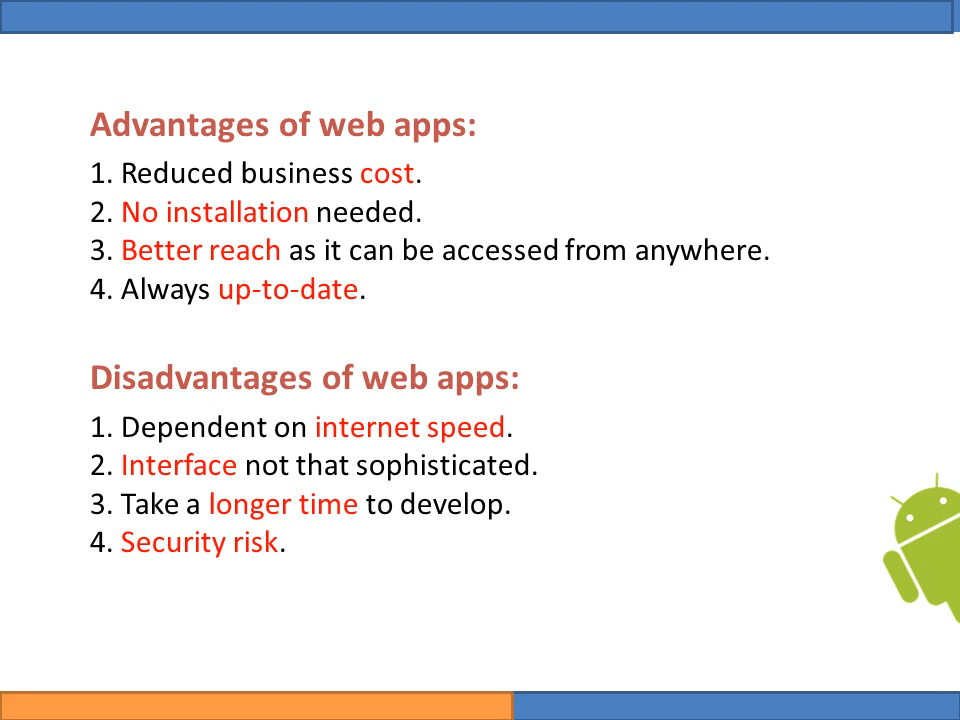 Advantages of web apps:
1. Reduced business cost.
2. No installation needed.
3. Better reach as it can be accessed from anywhere.
4. Always up-to-date.
Disadvantages of web apps:
1. Dependent on internet speed.
2. Interface not that sophisticated.
3. Take a longer time to develop.
4. Security risk.